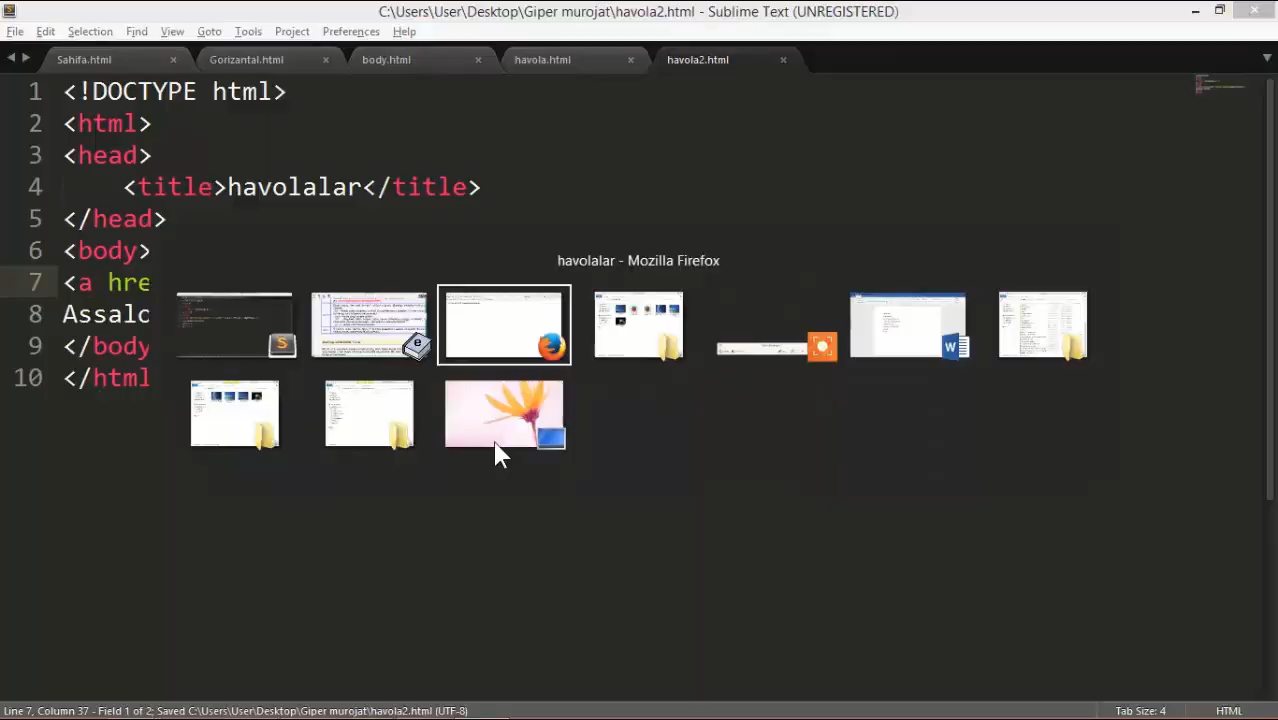 C:\Users\User\Desktop\Giper murojat\havola2.html - Sublime Text (UNREGISTERED)
File Edit Selection Find View Goto Tools Project Preferences Help
Sahifa.html Gorizantal.html body.html havola.html havola2.html
1 <!DOCTYPE html>
2 <html>
3 <head>
4 <title>havolalar</title>
5 </head>
6 <body>
7 <a hre
8 Assalo
9 </body
10 </html
havolalar - Mozilla Firefox
Line 7, Column 37 - Field 1 of 2; Saved C:\Users\User\Desktop\Giper murojat\havola2.html (UTF-8) Tab Size: 4 HTML